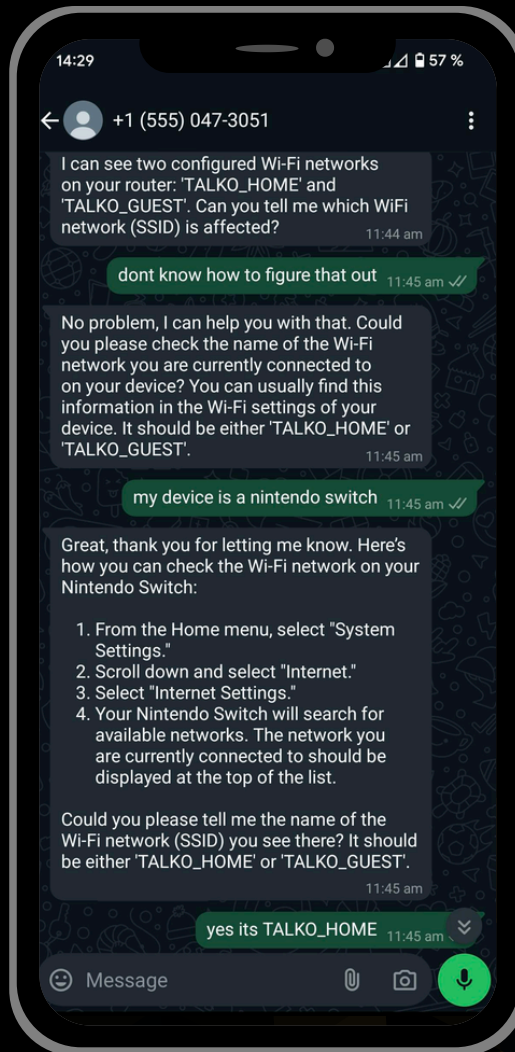 14:29
57 %
+1 (555) 047-3051
I can see two configured Wi-Fi networks
on your router: 'TALKO_HOME' and
'TALKO_GUEST'. Can you tell me which WiFi
network (SSID) is affected?
11:44 am
dont know how to figure that out
11:45 am
No problem, I can help you with that. Could
you please check the name of the Wi-Fi
network you are currently connected to
on your device? You can usually find this
information in the Wi-Fi settings of your
device. It should be either 'TALKO_HOME' or
'TALKO_GUEST'.
11:45 am
my device is a nintendo switch
11:45 am
Great, thank you for letting me know. Here's
how you can check the Wi-Fi network on your
Nintendo Switch:
1. From the Home menu, select "System
Settings."
2. Scroll down and select "Internet."
3. Select "Internet Settings."
4. Your Nintendo Switch will search for
available networks. The network you
are currently connected to should be
displayed at the top of the list.
Could you please tell me the name of the
Wi-Fi network (SSID) you see there? It should
be either 'TALKO_HOME' or 'TALKO_GUEST'.
11:45 am
yes its TALKO_HOME
11:45 am
Message